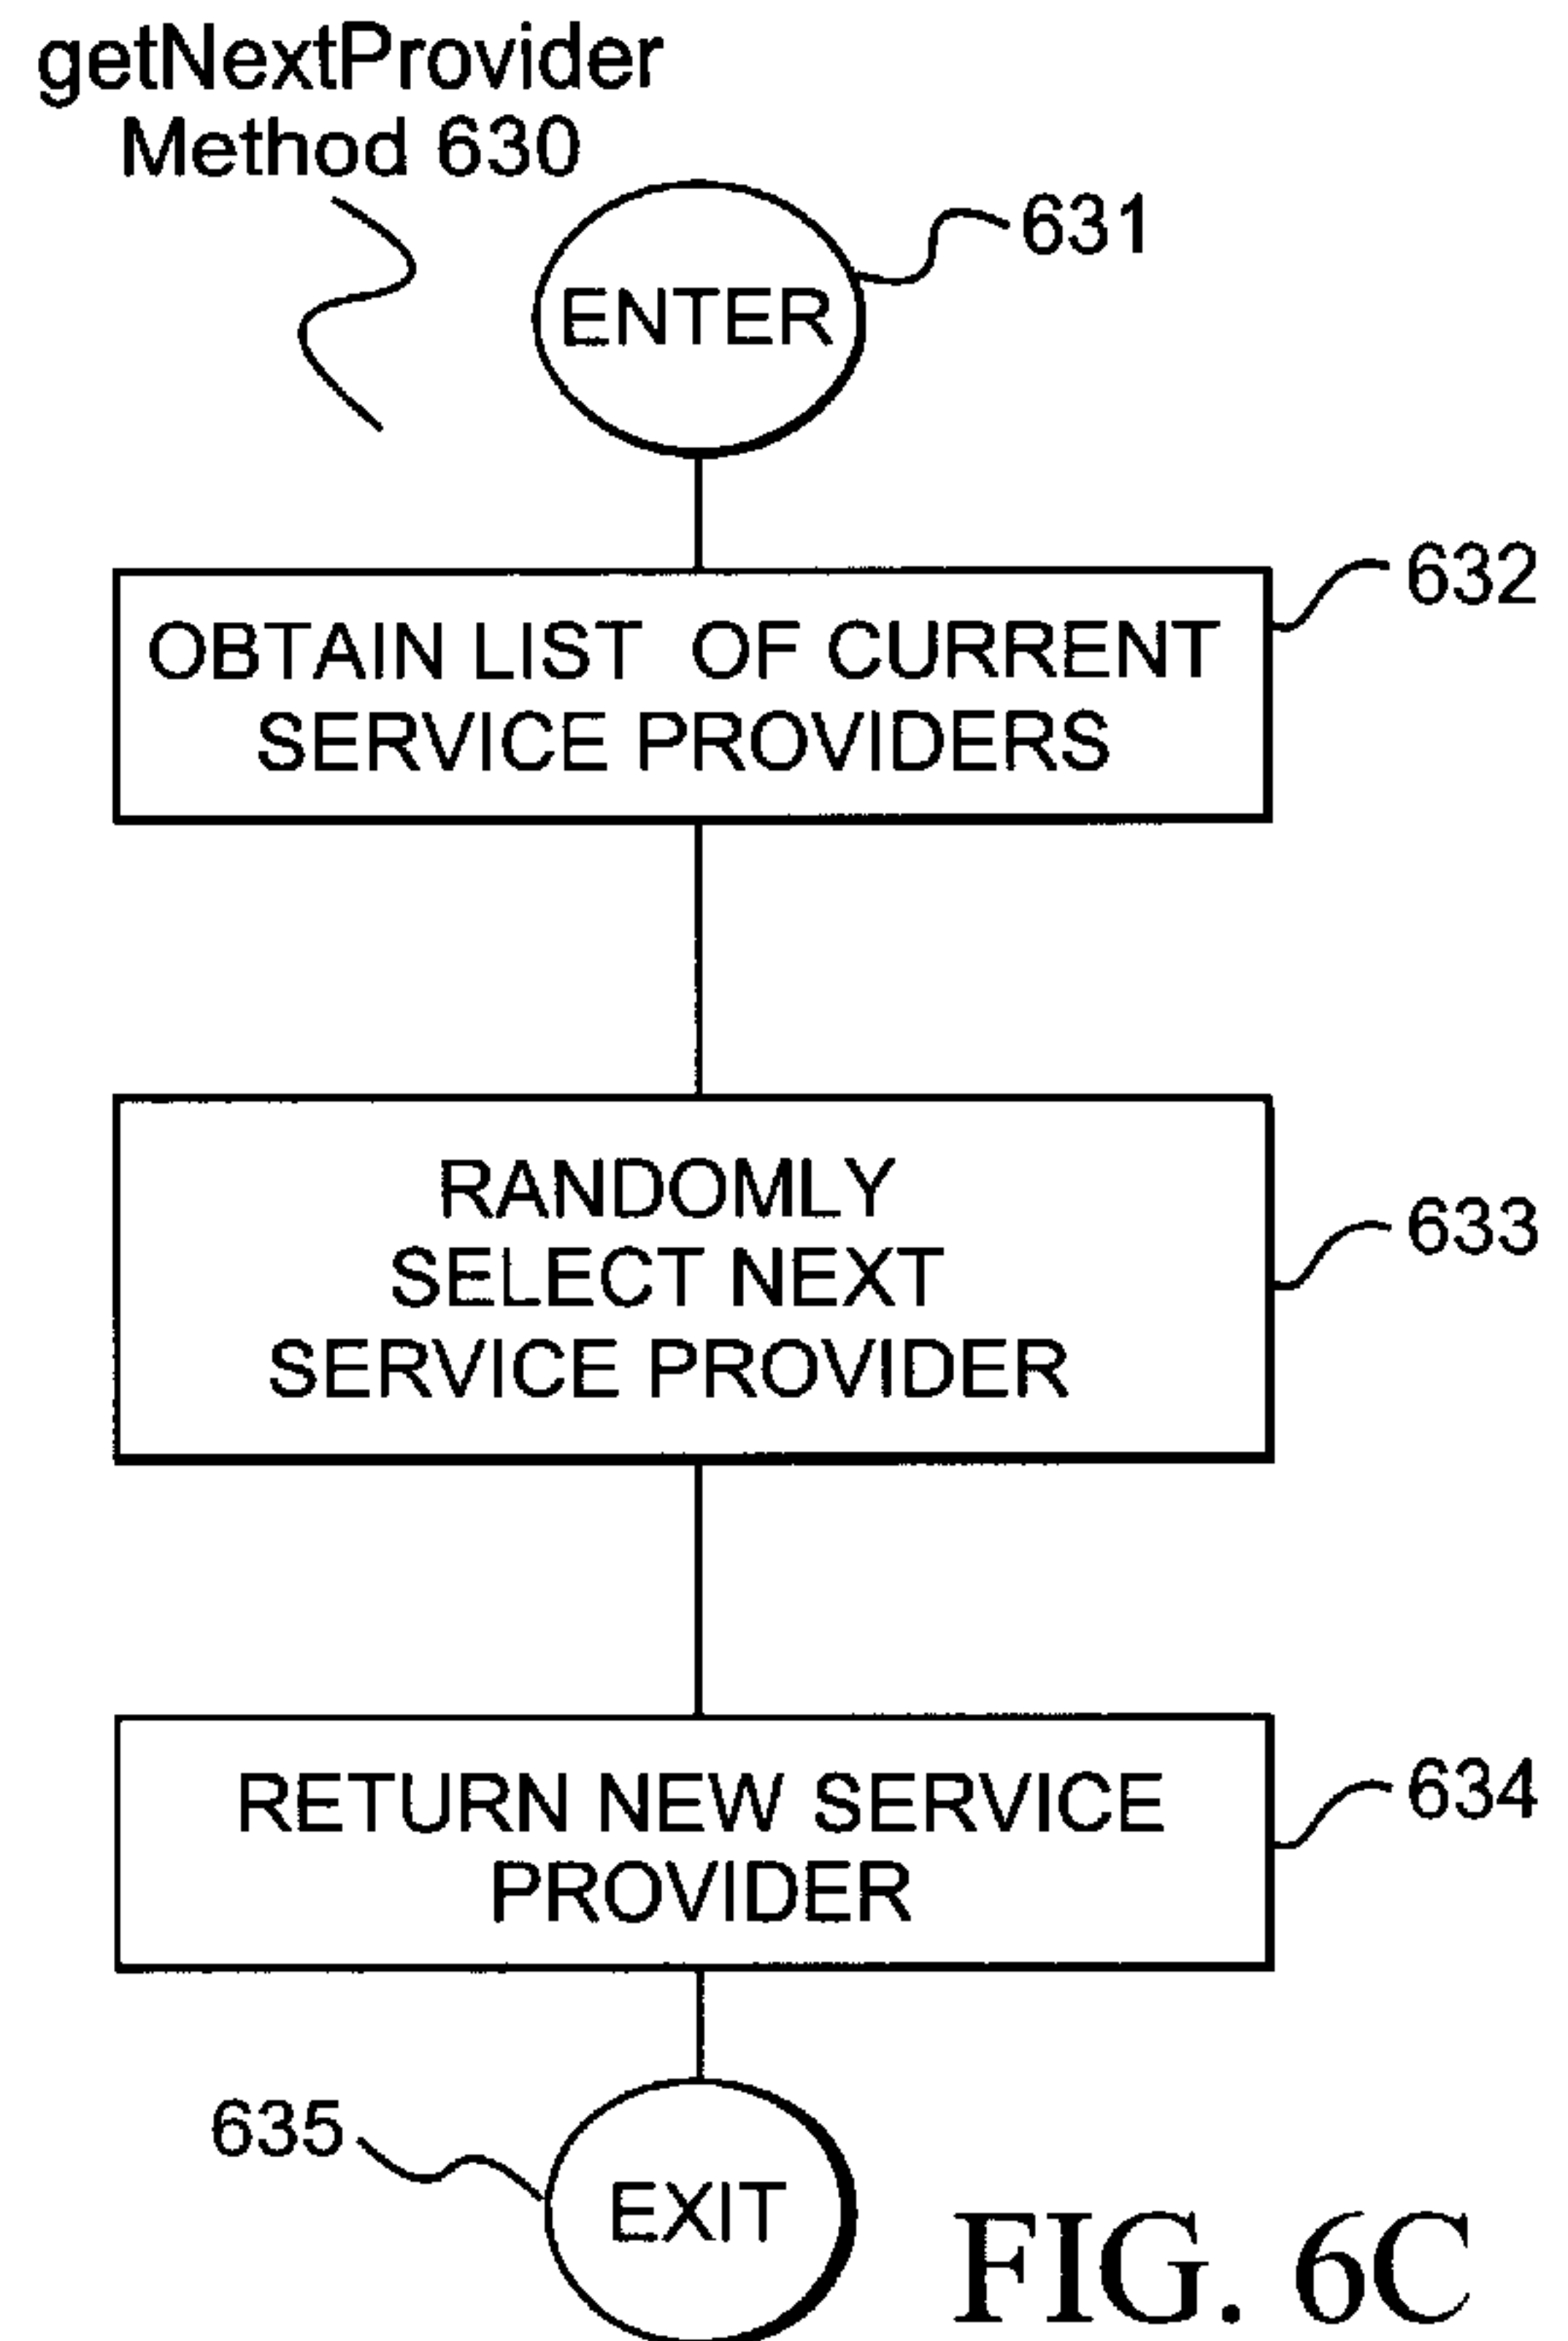 getNextProvider
Method 630
631
ENTER
632
OBTAIN LIST OF CURRENT
SERVICE PROVIDERS
633
RANDOMLY
SELECT NEXT
SERVICE PROVIDER
634
RETURN NEW SERVICE
PROVIDER
635
EXIT
FIG. 6C